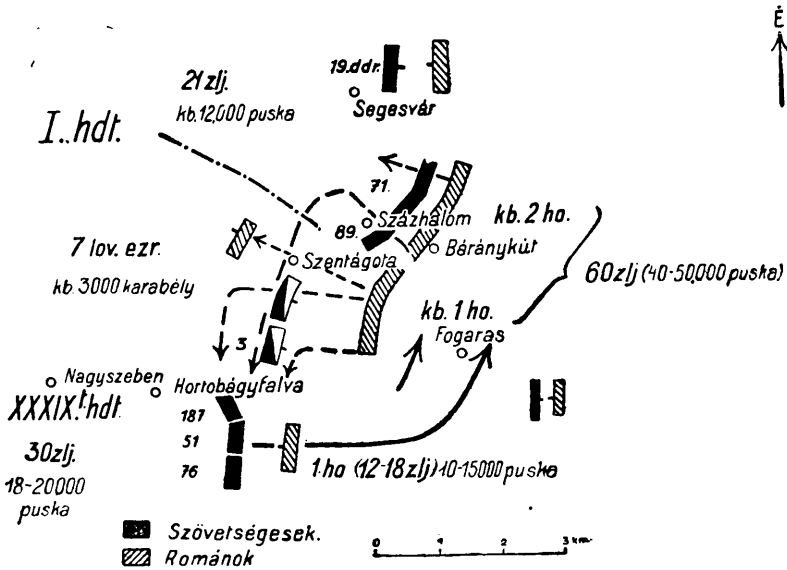 É
19.ddr.
Segesvár
21 zlj.
kb. 12,000 puska
I. hdt.
71.
89.
Százhalom
kb. 2 ho.
Báránykút
7 lov. ezr.
kb. 3000 karabély
Szentágota
60 zlj (40-50,000 puska)
kb. 1 ho.
Fogaras
3
Nagyszeben
Hortobágyfalva
XXXIX. t. hdt.
187
51
76
30 zlj.
18-20000
puska
1. ho (12-18zlj) 10-15000 puska
Szövetségesek.
Románok
0 1 2 3 km.